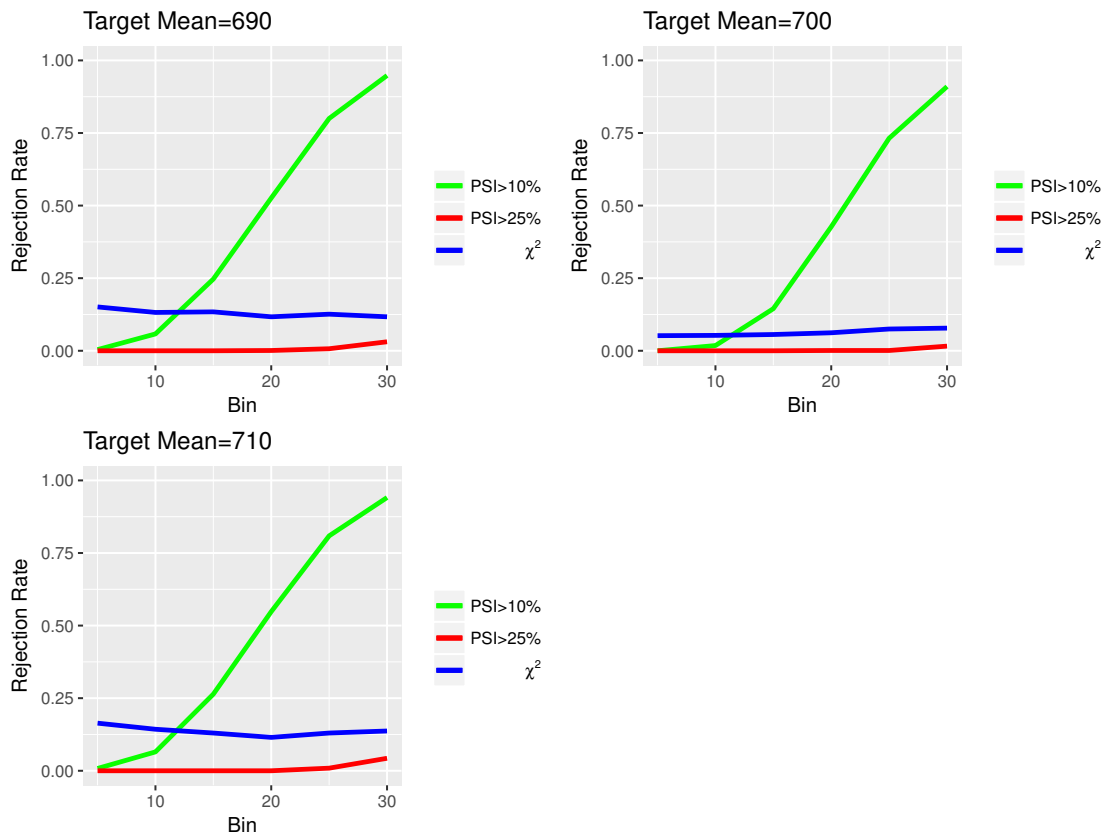 Target Mean=690
1.00
0.75
0.50
0.25
0.00
Rejection Rate
10
20
30
Bin
PSI>10%
PSI>25%
χ²
Target Mean=700
1.00
0.75
0.50
0.25
0.00
Rejection Rate
10
20
30
Bin
PSI>10%
PSI>25%
χ²
Target Mean=710
1.00
0.75
0.50
0.25
0.00
Rejection Rate
10
20
30
Bin
PSI>10%
PSI>25%
χ²